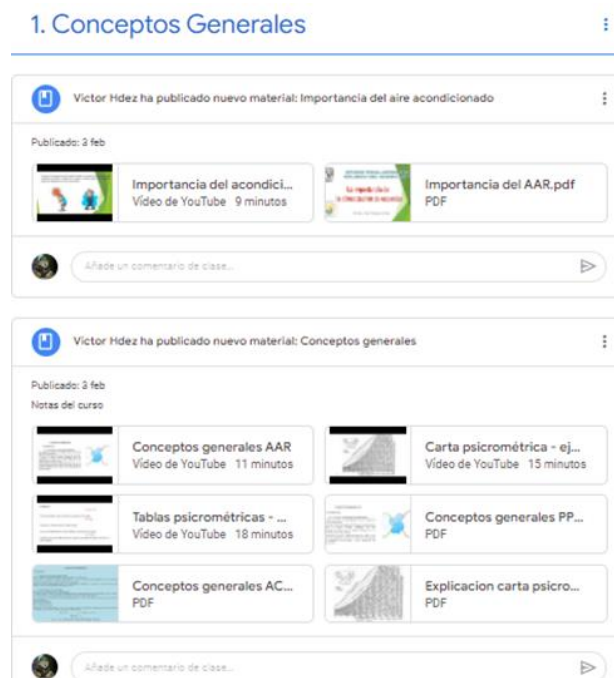 1. Conceptos Generales
Victor Hdez ha publicado nuevo material: Importancia del aire acondicionado
Publicado: 3 feb
Importancia del acondici...
Vídeo de YouTube 9 minutos
Importancia del AAR.pdf
PDF
Añade un comentario de clase...
Victor Hdez ha publicado nuevo material: Conceptos generales
Publicado: 3 feb
Notas del curso
Conceptos generales AAR
Vídeo de YouTube 11 minutos
Carta psicrométrica - ej...
Vídeo de YouTube 15 minutos
Tablas psicrométricas - ...
Vídeo de YouTube 18 minutos
Conceptos generales PP...
PDF
Conceptos generales AC...
PDF
Explicacion carta psicro...
PDF
Añade un comentario de clase...